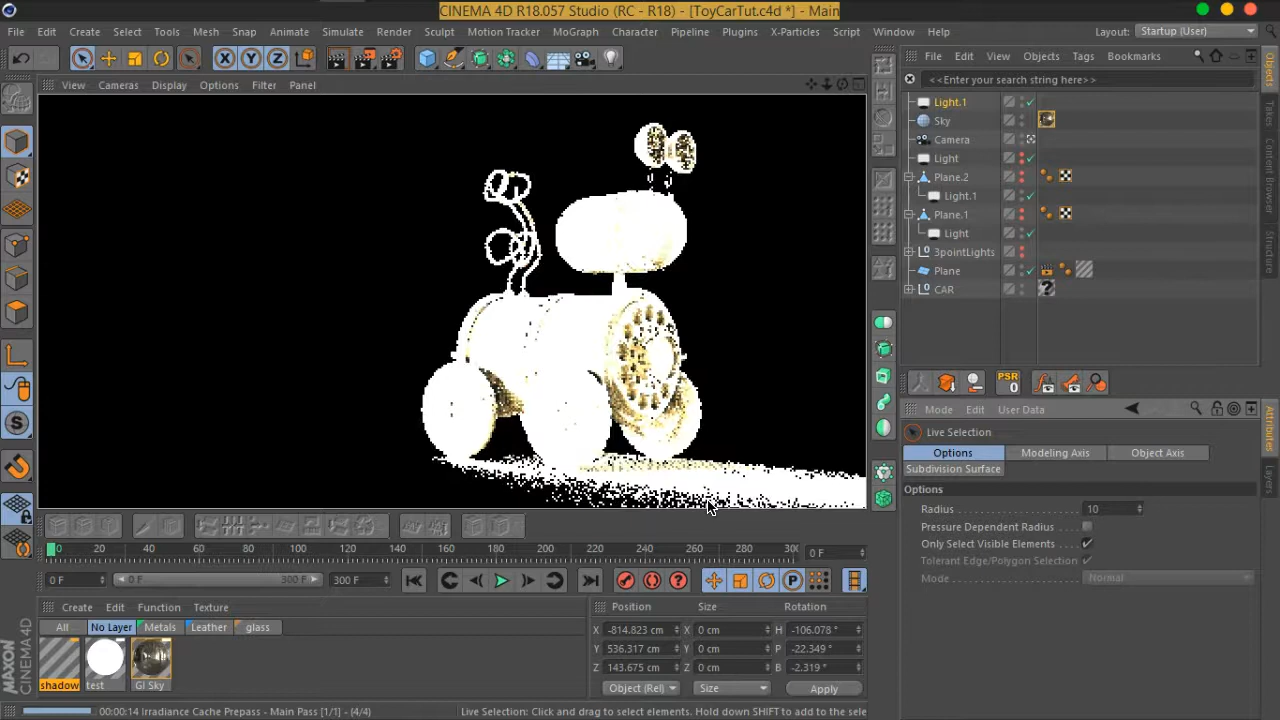 CINEMA 4D R18.057 Studio (RC - R18) - [ToyCarTut.c4d *] - Main
File Edit Create Select Tools Mesh Snap Animate Simulate Render Sculpt Motion Tracker MoGraph Character Pipeline Plugins X-Particles Script Window Help Layout: Startup (User)
X Y Z
File Edit View Objects Tags Bookmarks
<<Enter your search string here>>
View Cameras Display Options Filter Panel
Light.1
Sky
Camera
Light
Plane.2
Light.1
Plane.1
Light
3pointLights
Plane
CAR
Objects
Takes
Content Browser
Structure
PSR
0
Mode Edit User Data
Live Selection
Options Modeling Axis Object Axis
Subdivision Surface
Options
Radius 10
Pressure Dependent Radius
Only Select Visible Elements
Tolerant Edge/Polygon Selection
Mode Normal
Attributes
Layers
0 20 40 60 80 100 120 140 160 180 200 220 240 260 280 300 0 F
0 F 0 F 300 F 300 F
Create Edit Function Texture
All No Layer Metals Leather glass
shadow test GI Sky
Position Size Rotation
X -814.823 cm X 0 cm H -106.078 °
Y 536.317 cm Y 0 cm P -22.349 °
Z 143.675 cm Z 0 cm B -2.319 °
Object (Rel) Size Apply
MAXON CINEMA 4D
00:00:14 Irradiance Cache Prepass - Main Pass [1/1] - (4/4) Live Selection: Click and drag to select elements. Hold down SHIFT to add to the sele